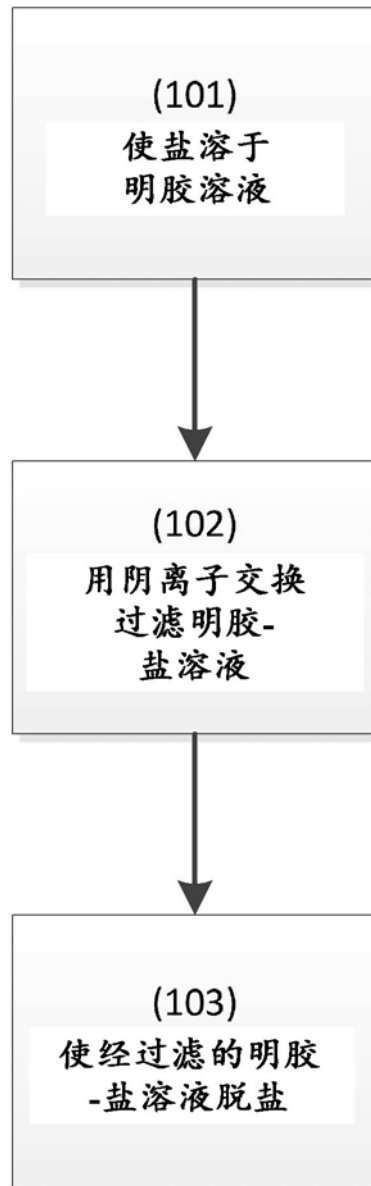 (101)
使盐溶于
明胶溶液
(102)
用阴离子交换
过滤明胶-
盐溶液
(103)
使经过滤的明胶
-盐溶液脱盐